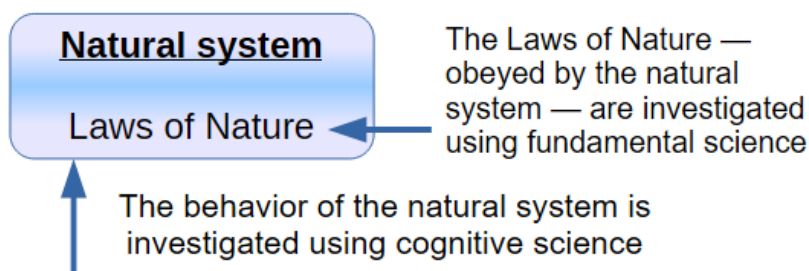 Natural system
Laws of Nature
The Laws of Nature —
obeyed by the natural
system — are investigated
using fundamental science
The behavior of the natural system is
investigated using cognitive science